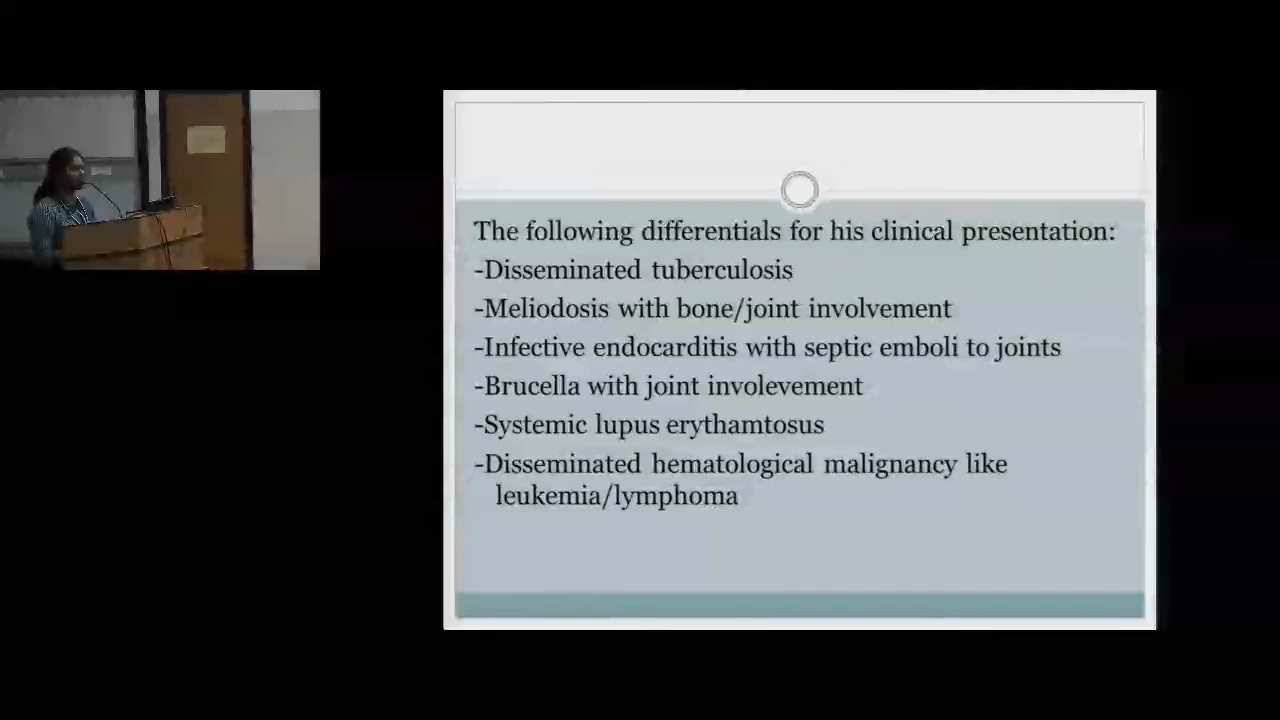 The following differentials for his clinical presentation:
-Disseminated tuberculosis
-Meliodosis with bone/joint involvement
-Infective endocarditis with septic emboli to joints
-Brucella with joint involevement
-Systemic lupus erythamtosus
-Disseminated hematological malignancy like
leukemia/lymphoma